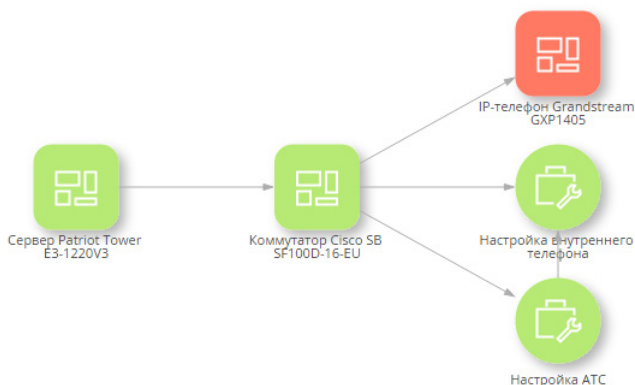 IP-телефон Grandstream
GXP1405
Сервер Patriot Tower
E3-1220V3
Коммутатор Cisco SB
SF100D-16-EU
Настройка внутреннего
телефона
Настройка АТС